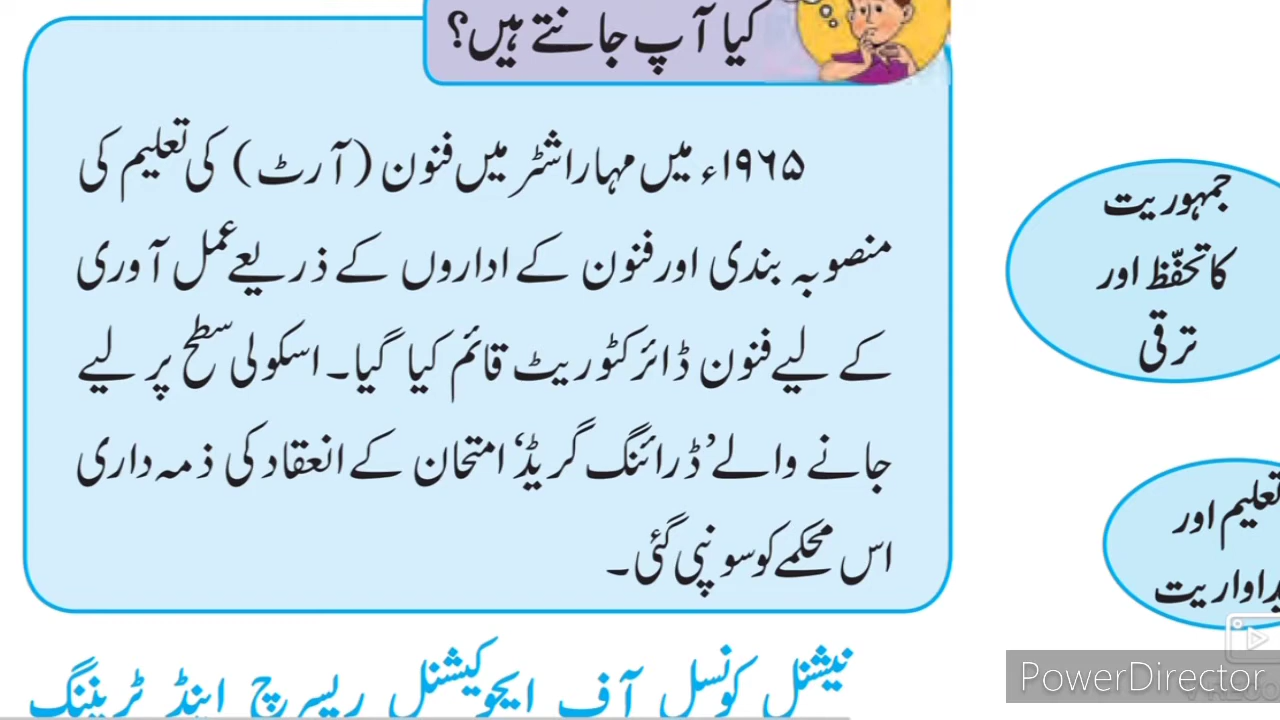 کیا آپ جانتے ہیں؟
۱۹۶۵ء میں مہاراشٹر میں فنون (آرٹ) کی تعلیم کی
منصوبہ بندی اور فنون کے اداروں کے ذریعے عمل آوری
کے لیے فنون ڈائرکٹوریٹ قائم کیا گیا۔ اسکولی سطح پر لیے
جانے والے ’ڈرائنگ گریڈ‘ امتحان کے انعقاد کی ذمہ داری
اس محکمے کو سونپی گئی۔
جمہوریت
کا تحفّظ اور
ترقی
تعلیم اور
نیشنل کونسل آف ایجوکیشنل ریسرچ اینڈ ٹریننگ
PowerDirector